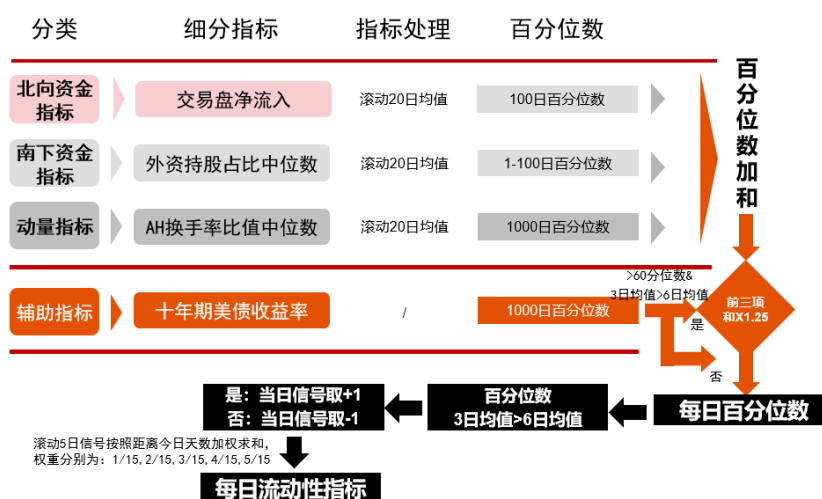 分类
细分指标
指标处理
百分位数
北向资金
指标
交易盘净流入
滚动20日均值
100日百分位数
南下资金
指标
外资持股占比中位数
滚动20日均值
1-100日百分位数
动量指标
AH换手率比值中位数
滚动20日均值
1000日百分位数
百分位数加和
辅助指标
十年期美债收益率
/
1000日百分位数
>60分位数&
3日均值>6日均值
是
否
前三项
和X1.25
每日百分位数
百分位数
3日均值>6日均值
是：当日信号取+1
否：当日信号取-1
滚动5日信号按照距离今日天数加权求和，
权重分别为：1/15, 2/15, 3/15, 4/15, 5/15
每日流动性指标